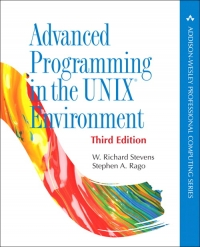 Advanced
Programming
in the UNIX®
Environment
Third Edition
W. Richard Stevens
Stephen A. Rago
ADDISON-WESLEY PROFESSIONAL COMPUTING SERIES